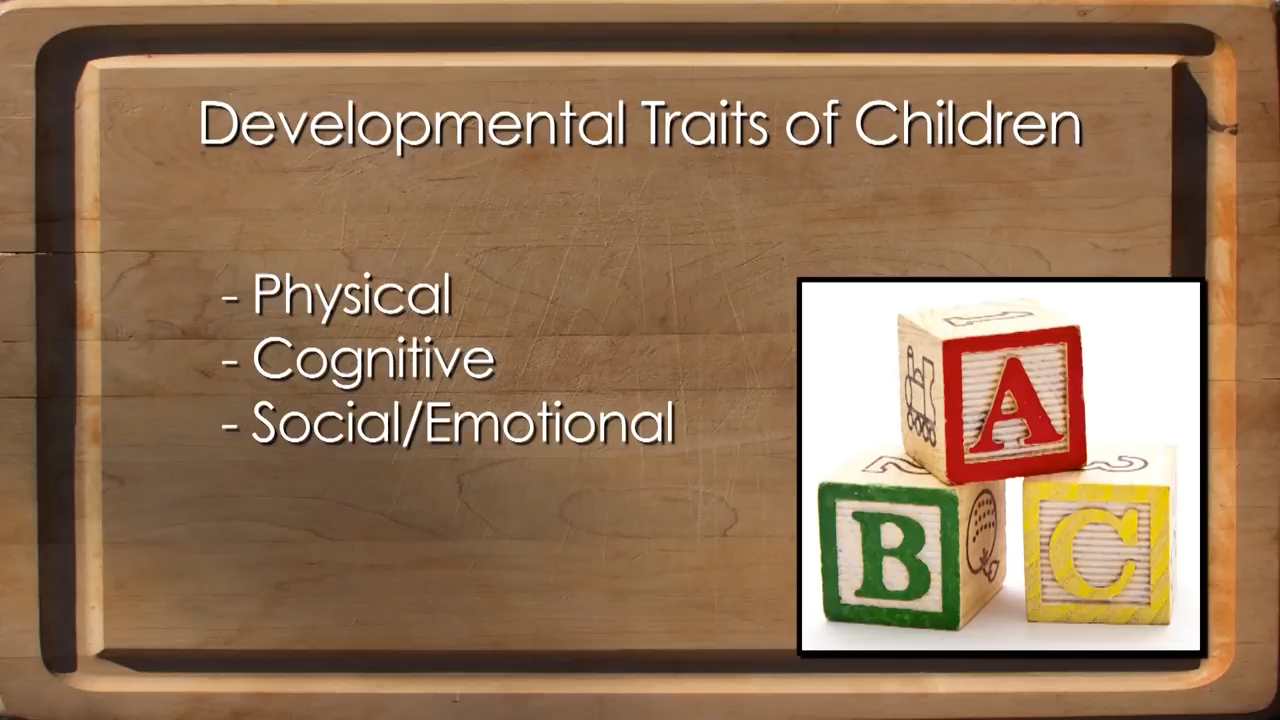 Developmental Traits of Children
- Physical
- Cognitive
- Social/Emotional
A
B
C